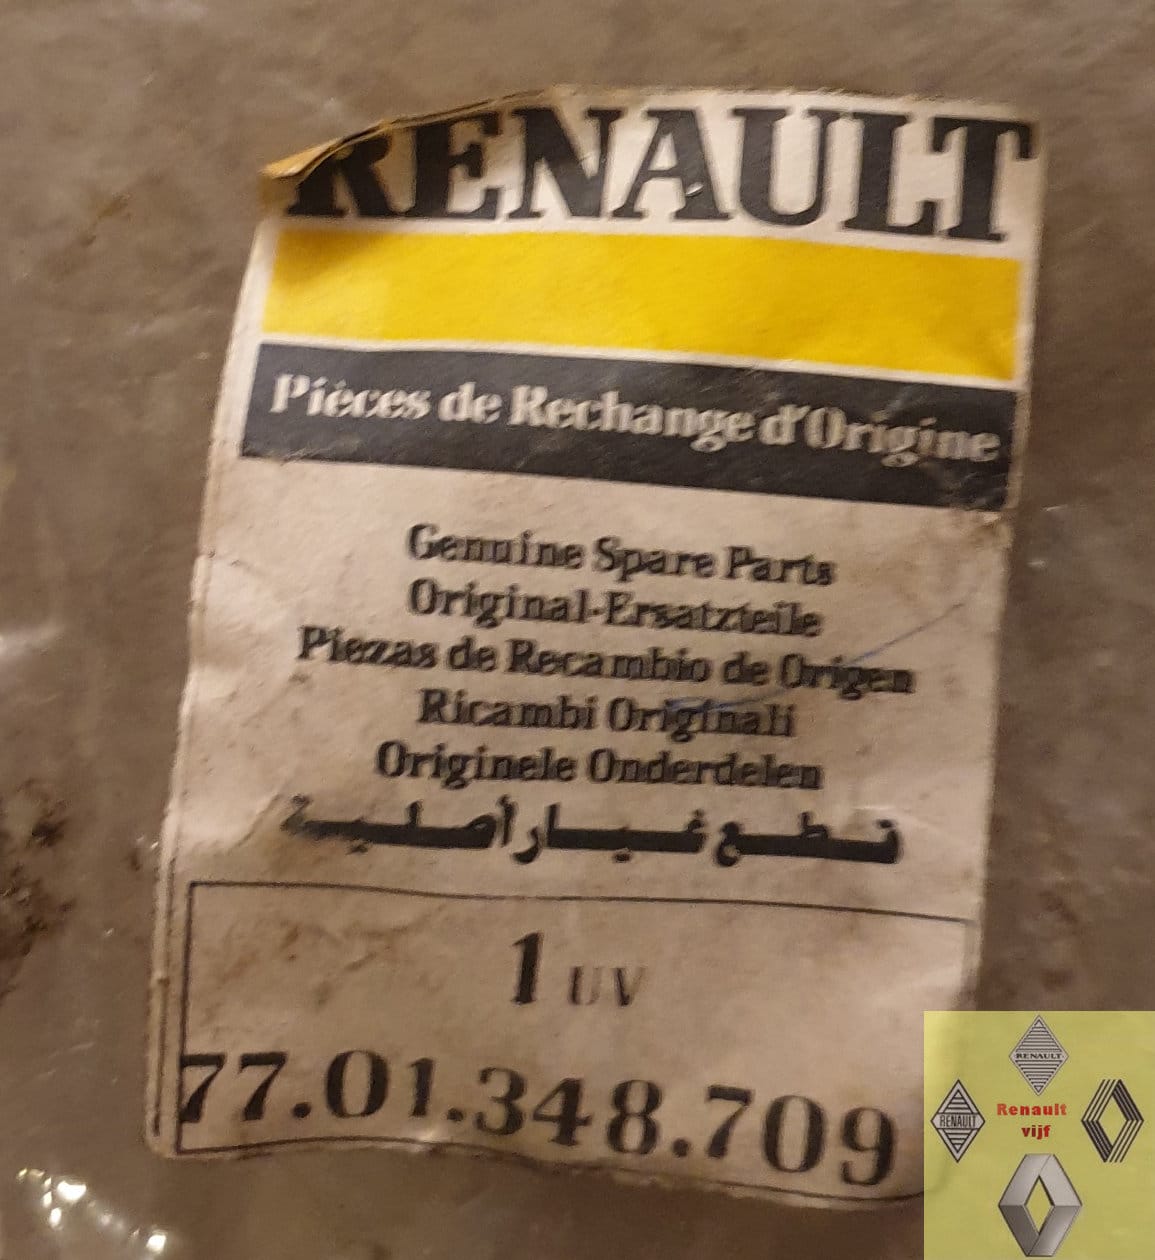 RENAULT
Pièces de Rechange d'Origine
Genuine Spare Parts
Original-Ersatzteile
Piezas de Recambio de Origen
Ricambi Originali
Originele Onderdelen
قطع غيار أصلية
1 UV
77.01.348.709
RENAULT
RENAULT
Renault
vijf